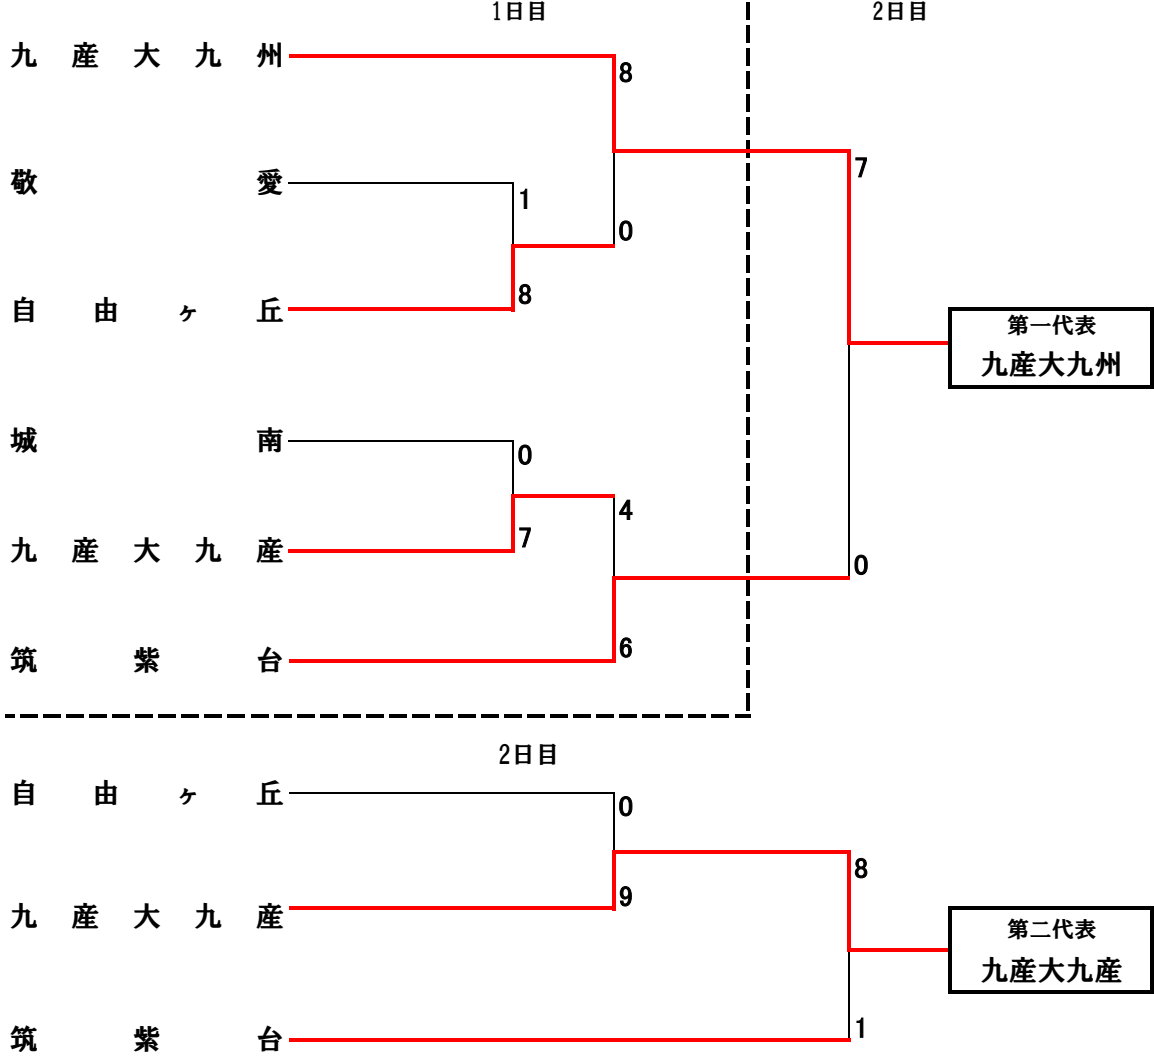 1日目
2日目
九産大九州
8
7
敬愛
1
0
自由ヶ丘
8
第一代表
九産大九州
城南
0
4
九産大九産
7
0
筑紫台
6
2日目
自由ヶ丘
0
8
九産大九産
9
第二代表
九産大九産
筑紫台
1